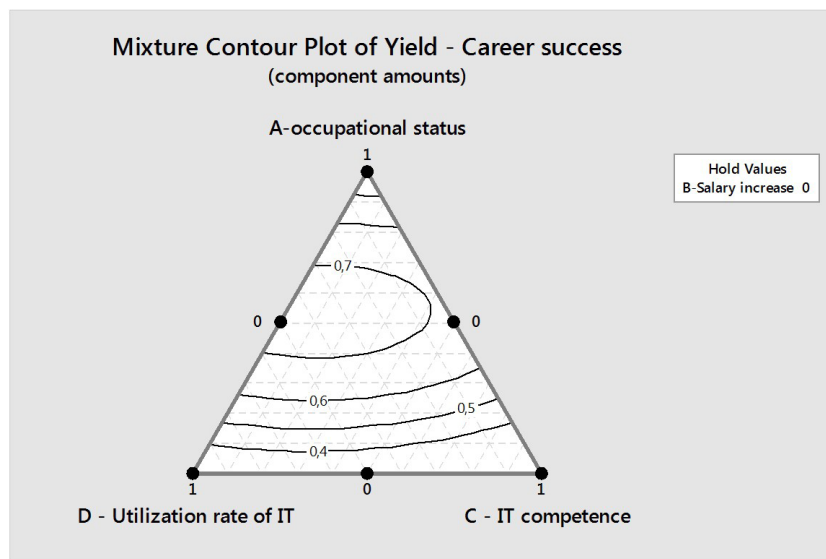 Mixture Contour Plot of Yield - Career success
(component amounts)
A-occupational status
1
Hold Values
B-Salary increase 0
0,7
0 0
0,6
0,5
0,4
1 0 1
D - Utilization rate of IT C - IT competence